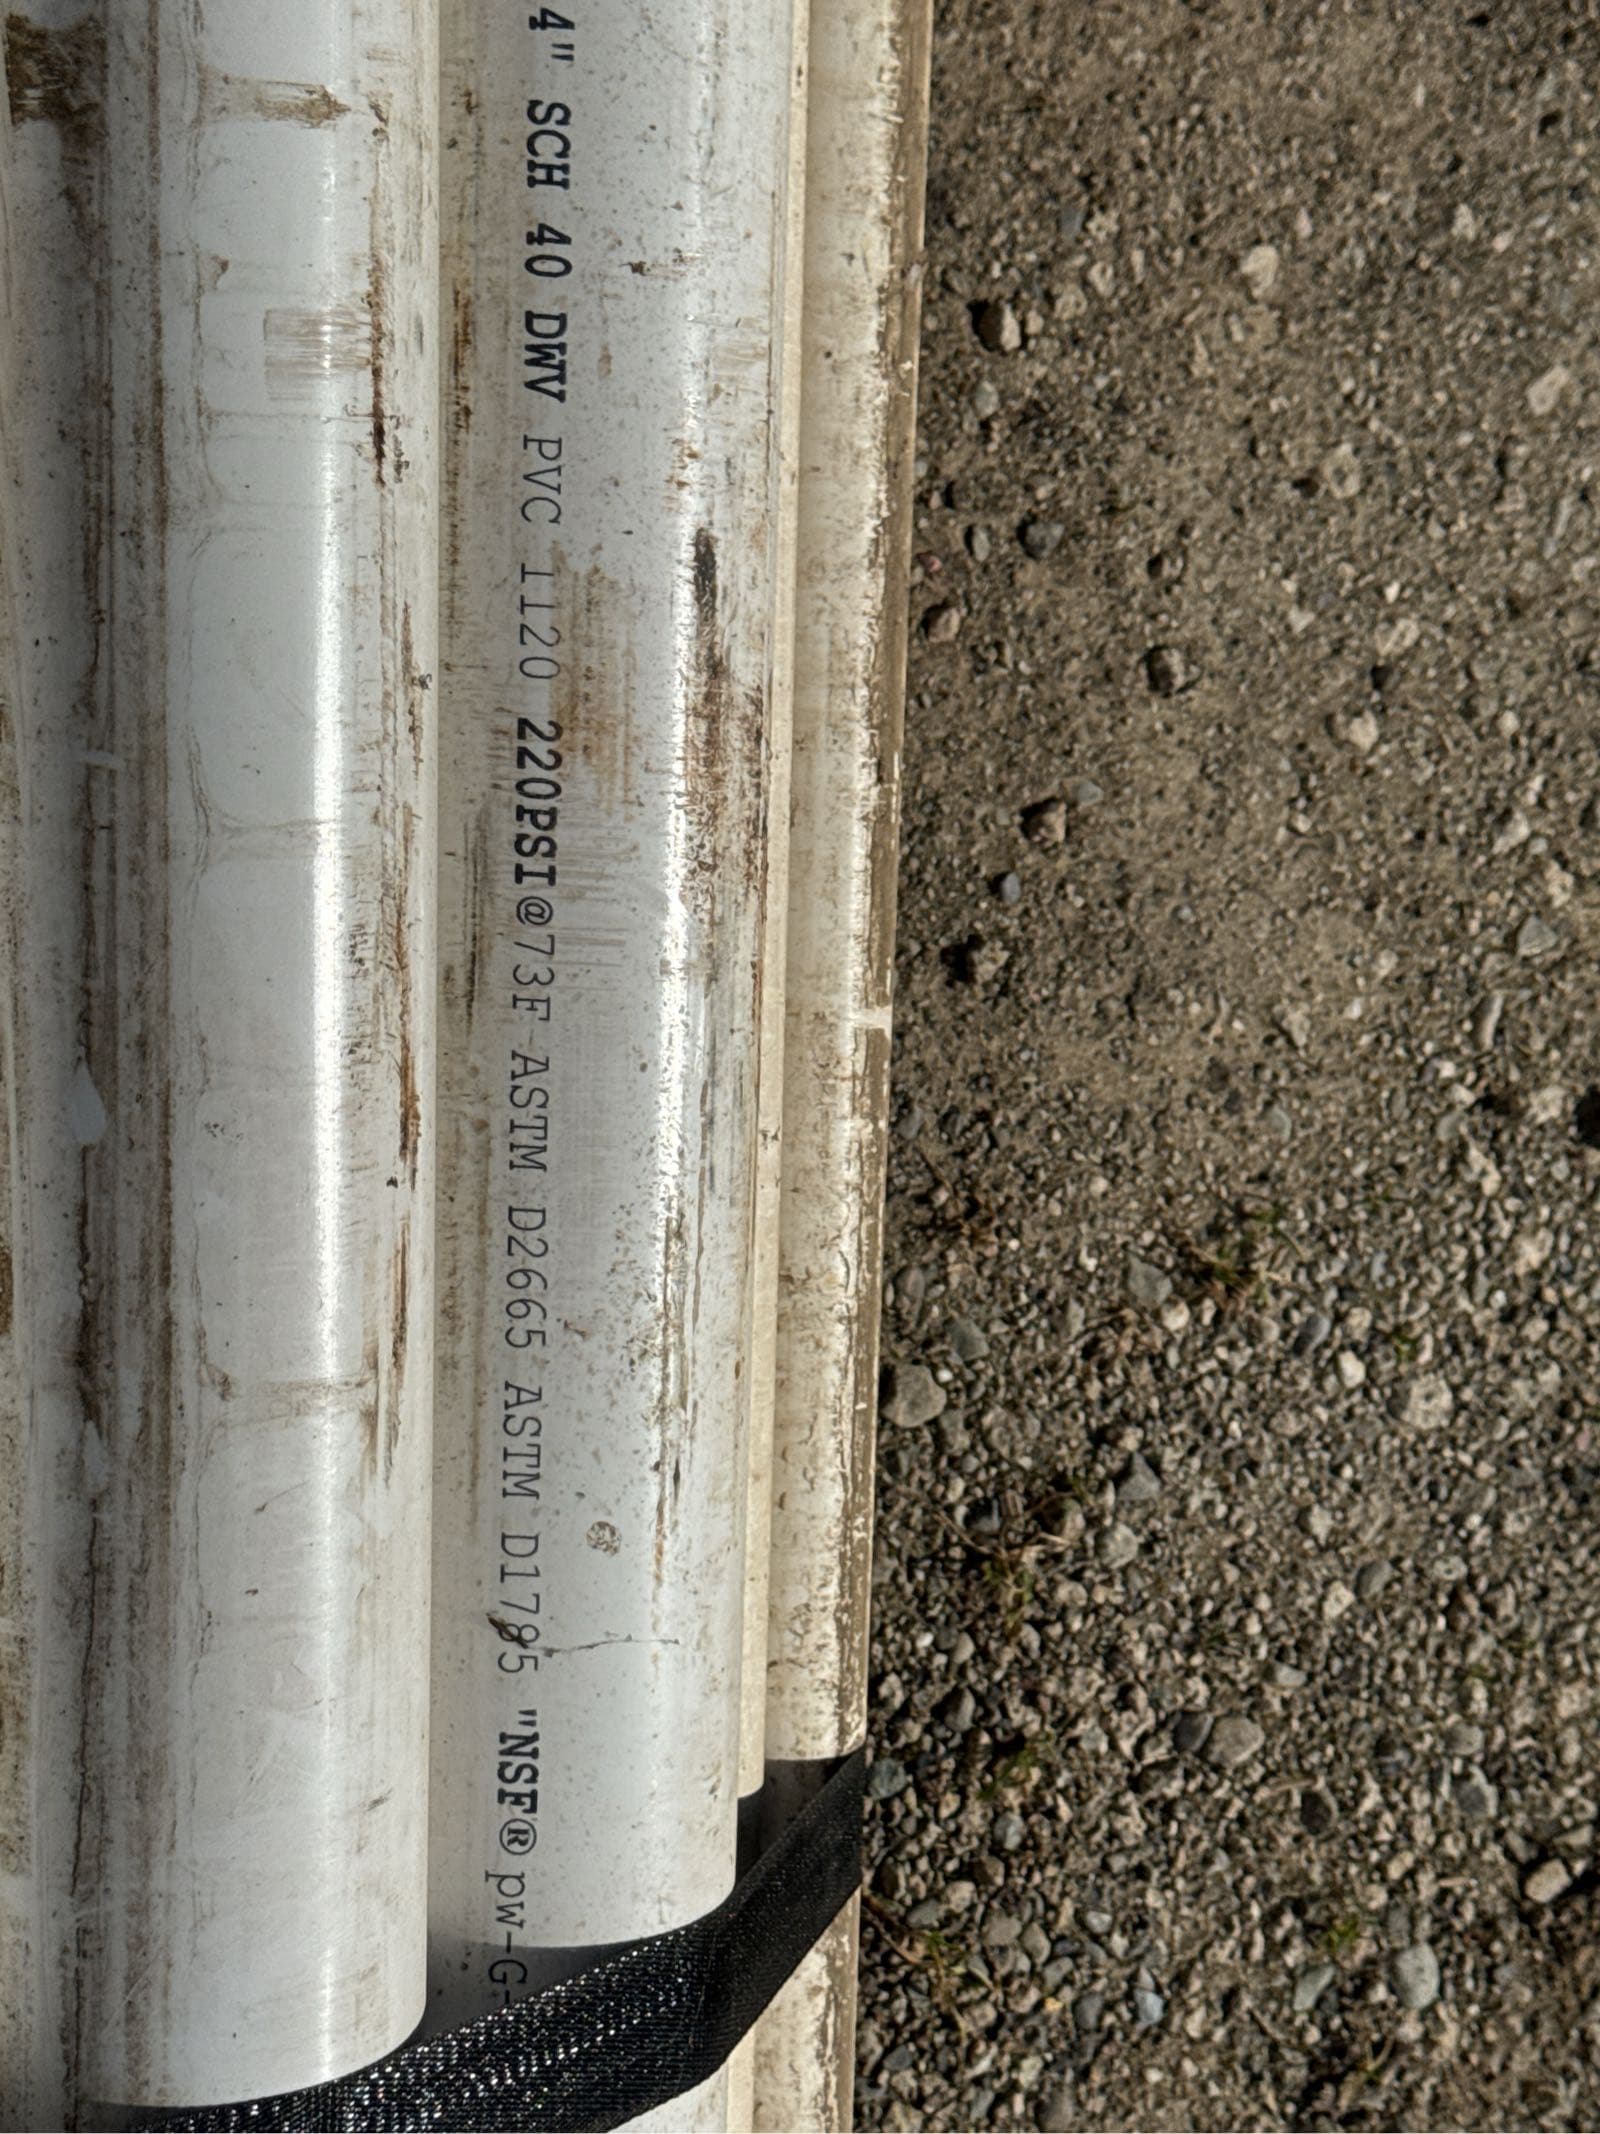 4" SCH 40 DWV PVC 1120 220PSI@73F ASTM D2665 ASTM D1785 "NSF® pw-G-